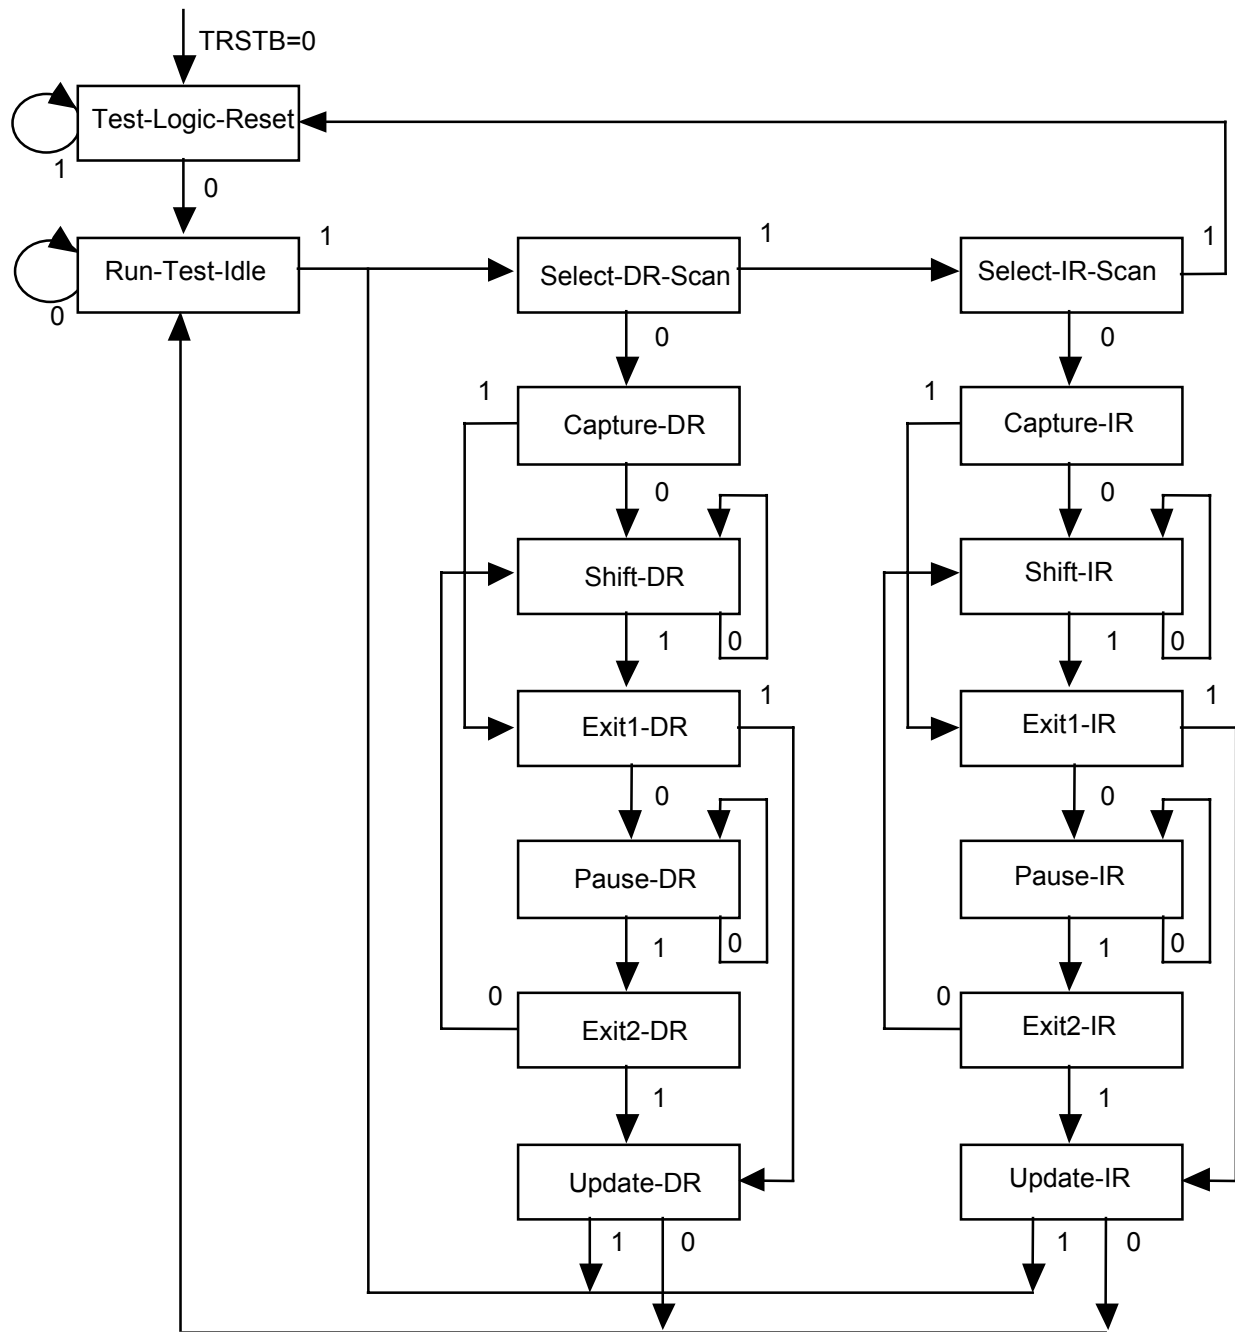 TRSTB=0
Test-Logic-Reset
1
0
Run-Test-Idle
1
0
Select-DR-Scan
1
Select-IR-Scan
1
0
0
1
Capture-DR
1
Capture-IR
0
0
Shift-DR
Shift-IR
1
0
1
0
Exit1-DR
1
Exit1-IR
1
0
0
Pause-DR
Pause-IR
1
0
1
0
0
Exit2-DR
0
Exit2-IR
1
1
Update-DR
Update-IR
1
0
1
0